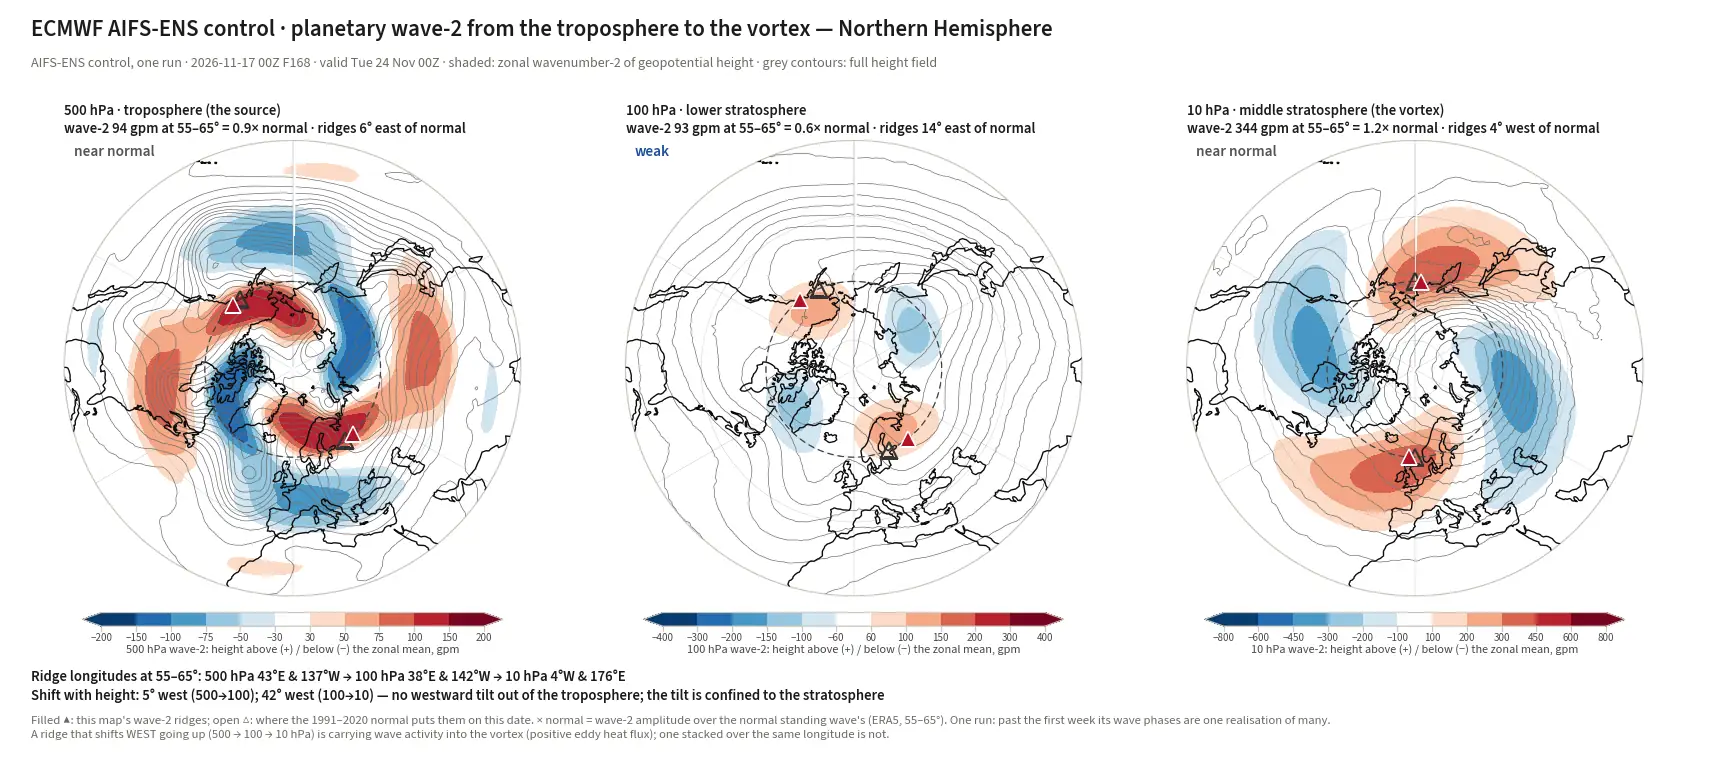 ECMWF AIFS-ENS control · planetary wave-2 from the troposphere to the vortex — Northern Hemisphere
AIFS-ENS control, one run · 2026-11-17 00Z F168 · valid Tue 24 Nov 00Z · shaded: zonal wavenumber-2 of geopotential height · grey contours: full height field
500 hPa · troposphere (the source)
wave-2 94 gpm at 55–65° = 0.9× normal · ridges 6° east of normal
near normal
100 hPa · lower stratosphere
wave-2 93 gpm at 55–65° = 0.6× normal · ridges 14° east of normal
weak
10 hPa · middle stratosphere (the vortex)
wave-2 344 gpm at 55–65° = 1.2× normal · ridges 4° west of normal
near normal
−200 −150 −100 −75 −50 −30 30 50 75 100 150 200
500 hPa wave-2: height above (+) / below (−) the zonal mean, gpm
−400 −300 −200 −150 −100 −60 60 100 150 200 300 400
100 hPa wave-2: height above (+) / below (−) the zonal mean, gpm
−800 −600 −450 −300 −200 −100 100 200 300 450 600 800
10 hPa wave-2: height above (+) / below (−) the zonal mean, gpm
Ridge longitudes at 55–65°: 500 hPa 43°E & 137°W → 100 hPa 38°E & 142°W → 10 hPa 4°W & 176°E
Shift with height: 5° west (500→100); 42° west (100→10) — no westward tilt out of the troposphere; the tilt is confined to the stratosphere
Filled ▲: this map's wave-2 ridges; open △: where the 1991–2020 normal puts them on this date. × normal = wave-2 amplitude over the normal standing wave's (ERA5, 55–65°). One run: past the first week its wave phases are one realisation of many.
A ridge that shifts WEST going up (500 → 100 → 10 hPa) is carrying wave activity into the vortex (positive eddy heat flux); one stacked over the same longitude is not.